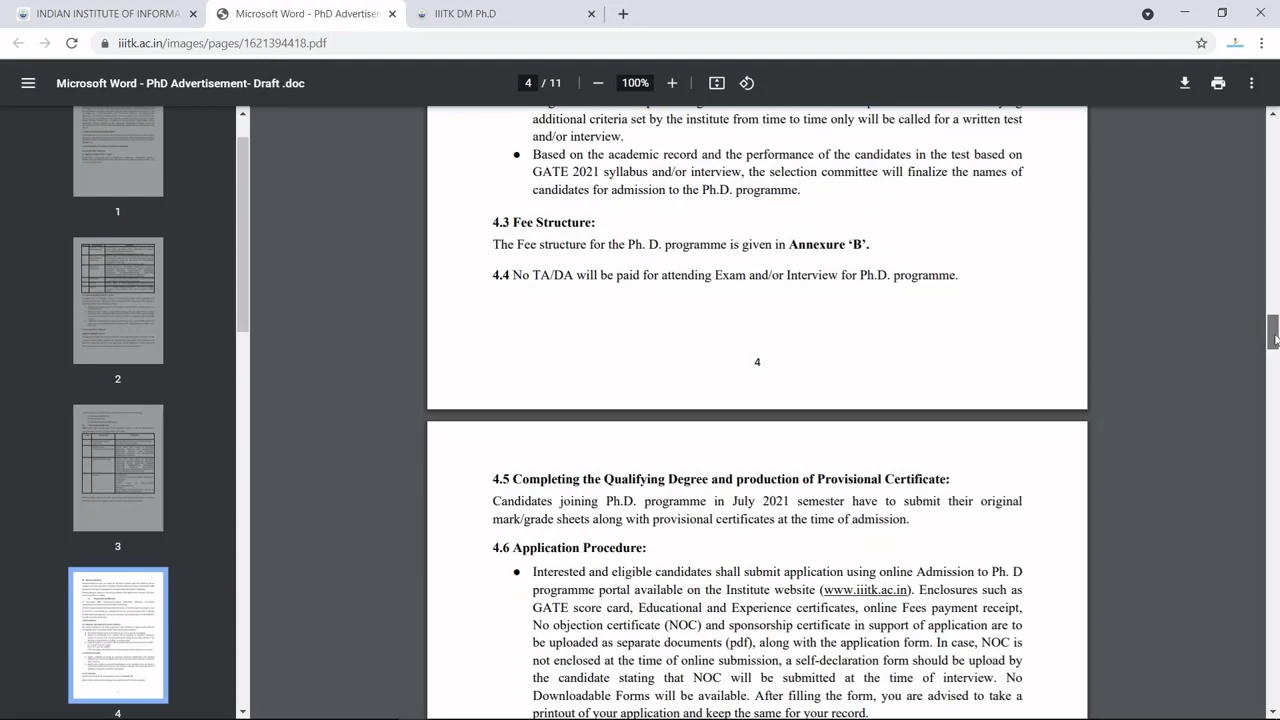 INDIAN INSTITUTE OF INFORMA
Microsoft Word - PhD Advertisemen
IIITK DM Ph.D
iiitk.ac.in/images/pages/1621394418.pdf
Microsoft Word - PhD Advertisement- Draft .doc
4 / 11
100%
additional criteria set by the institute from time to time only will be called for a written test
and/or interview.
● Based on the academic record and the performance of the candidates in the test based on
GATE 2021 syllabus and/or interview, the selection committee will finalize the names of
candidates for admission to the Ph.D. programme.
4.3 Fee Structure:
The Fee structure for the Ph. D. programme is given in Annexure ‘B’.
4.4 No TA/DA will be paid for attending Exam and/or Interview for Ph.D. programme.
4
4.5 Completing the Qualifying Degree and production of Provisional Certificate:
Candidates joining Ph.D. programme in July 2021 semester have to submit their original
mark/grade sheets along with provisional certificates at the time of admission.
4.6 Application Procedure:
● Interested and eligible candidates shall submit application using online Admission to Ph. D
programme portal available on the Institute website (www.iiitk.ac.in). Enclosures such as
score card, Educational and experience certificates, online Fees payment receipt,
No objection certificate (NOC) and sponsorship certificate in support of application are to
be uploaded as separate documents (pdf), along with the application form. In case NOC is
not issued at the time of online submission, self-declaration form should be upload by
the candidate stating that NOC will be submitted at the time of interview. No
Downloadable Forms will be available. After filling the form, you are advised to take a
printout of your application and keep the same for your record.
1
2
3
4